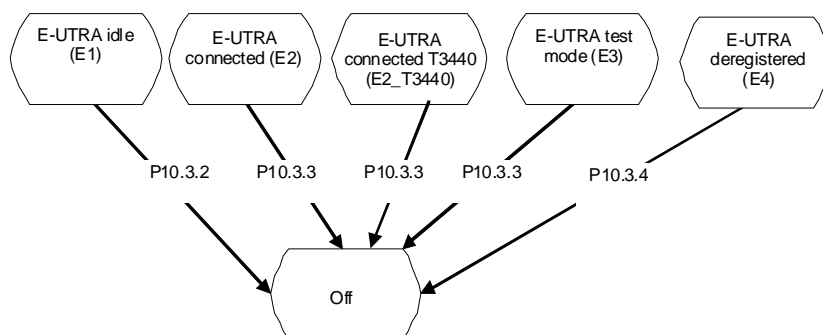 E-UTRA idle
(E1)
E-UTRA
connected (E2)
E-UTRA
connected T3440
(E2_T3440)
E-UTRA test
mode (E3)
E-UTRA
deregistered
(E4)
P10.3.2
P10.3.3
P10.3.3
P10.3.3
P10.3.4
Off